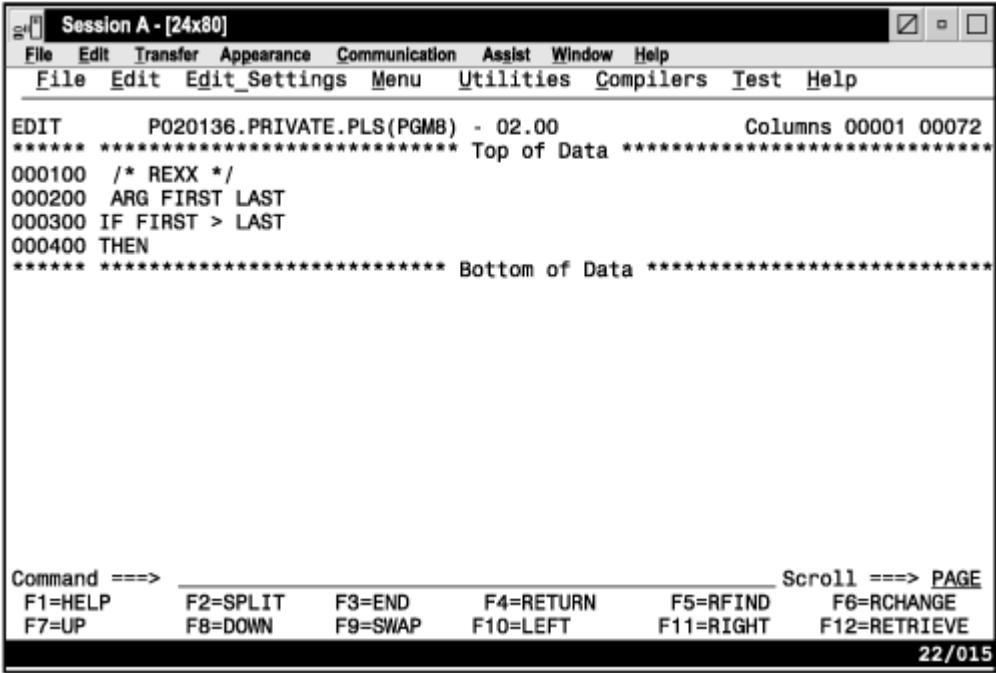 Session A - [24x80]
File Edit Transfer Appearance Communication Assist Window Help
File Edit Edit_Settings Menu Utilities Compilers Test Help
EDIT P020136.PRIVATE.PLS(PGM8) - 02.00 Columns 00001 00072
****** ***************************** Top of Data ******************************
000100 /* REXX */
000200 ARG FIRST LAST
000300 IF FIRST > LAST
000400 THEN
****** **************************** Bottom of Data ****************************
Command ===> Scroll ===> PAGE
F1=HELP F2=SPLIT F3=END F4=RETURN F5=RFIND F6=RCHANGE
F7=UP F8=DOWN F9=SWAP F10=LEFT F11=RIGHT F12=RETRIEVE
22/015